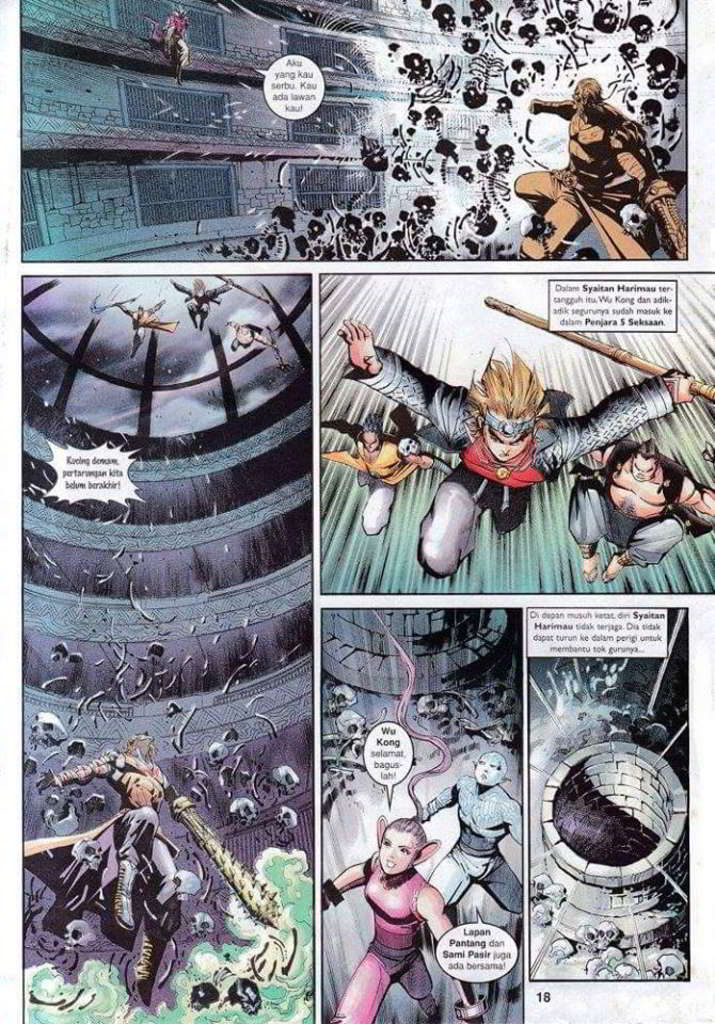 Aku
yang kau
serbu. Kau
ada lawan
kau!
Kucing demam,
pertarungan kita
belum berakhir!
Dalam Syaitan Harimau ter-
tangguh itu, Wu Kong dan adik-
adik segurunya sudah masuk ke
dalam Penjara 5 Seksaan.
Wu
Kong
selamat,
bagus-
lah!
Lapan
Pantang dan
Sami Pasir juga
ada bersama!
Di depan musuh ketat, diri Syaitan
Harimau tidak terjaga. Dia tidak
dapat turun ke dalam perigi untuk
membantu tok gurunya...
18